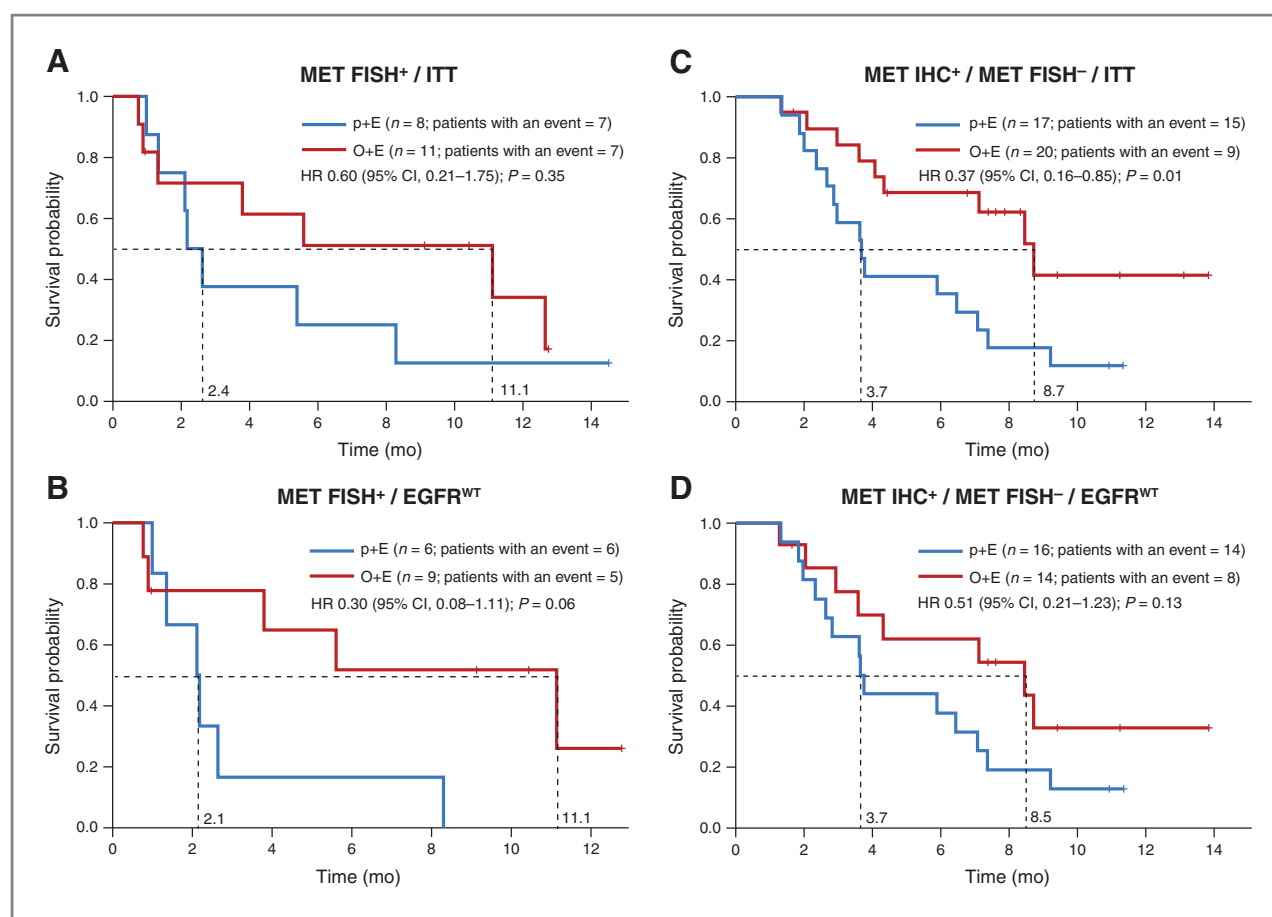 A
MET FISH⁺ / ITT
p+E (n = 8; patients with an event = 7)
O+E (n = 11; patients with an event = 7)
HR 0.60 (95% CI, 0.21–1.75); P = 0.35
Survival probability
1.0
0.8
0.6
0.4
0.2
0.0
2.4
11.1
0 2 4 6 8 10 12 14
Time (mo)
C
MET IHC⁺ / MET FISH⁻ / ITT
p+E (n = 17; patients with an event = 15)
O+E (n = 20; patients with an event = 9)
HR 0.37 (95% CI, 0.16–0.85); P = 0.01
Survival probability
1.0
0.8
0.6
0.4
0.2
0.0
3.7
8.7
0 2 4 6 8 10 12 14
Time (mo)
B
MET FISH⁺ / EGFRᵂᵀ
p+E (n = 6; patients with an event = 6)
O+E (n = 9; patients with an event = 5)
HR 0.30 (95% CI, 0.08–1.11); P = 0.06
Survival probability
1.0
0.8
0.6
0.4
0.2
0.0
2.1
11.1
0 2 4 6 8 10 12
Time (mo)
D
MET IHC⁺ / MET FISH⁻ / EGFRᵂᵀ
p+E (n = 16; patients with an event = 14)
O+E (n = 14; patients with an event = 8)
HR 0.51 (95% CI, 0.21–1.23); P = 0.13
Survival probability
1.0
0.8
0.6
0.4
0.2
0.0
3.7
8.5
0 2 4 6 8 10 12 14
Time (mo)